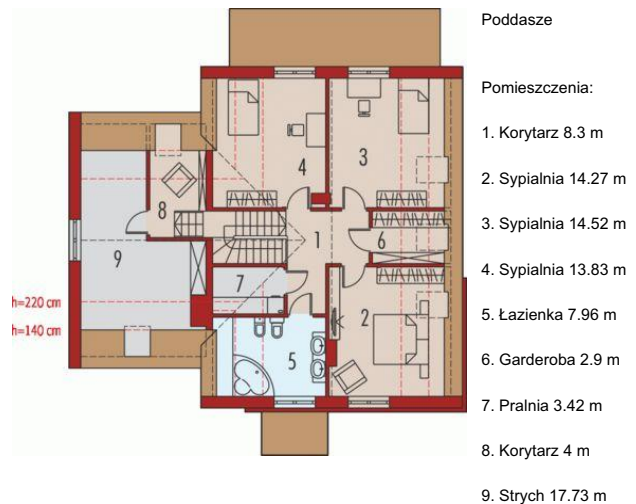 Poddasze
Pomieszczenia:
1. Korytarz 8.3 m
2. Sypialnia 14.27 m
3. Sypialnia 14.52 m
4. Sypialnia 13.83 m
5. Łazienka 7.96 m
6. Garderoba 2.9 m
7. Pralnia 3.42 m
8. Korytarz 4 m
9. Strych 17.73 m
4
3
8
1
6
9
7
h=220 cm
h=140 cm
2
5